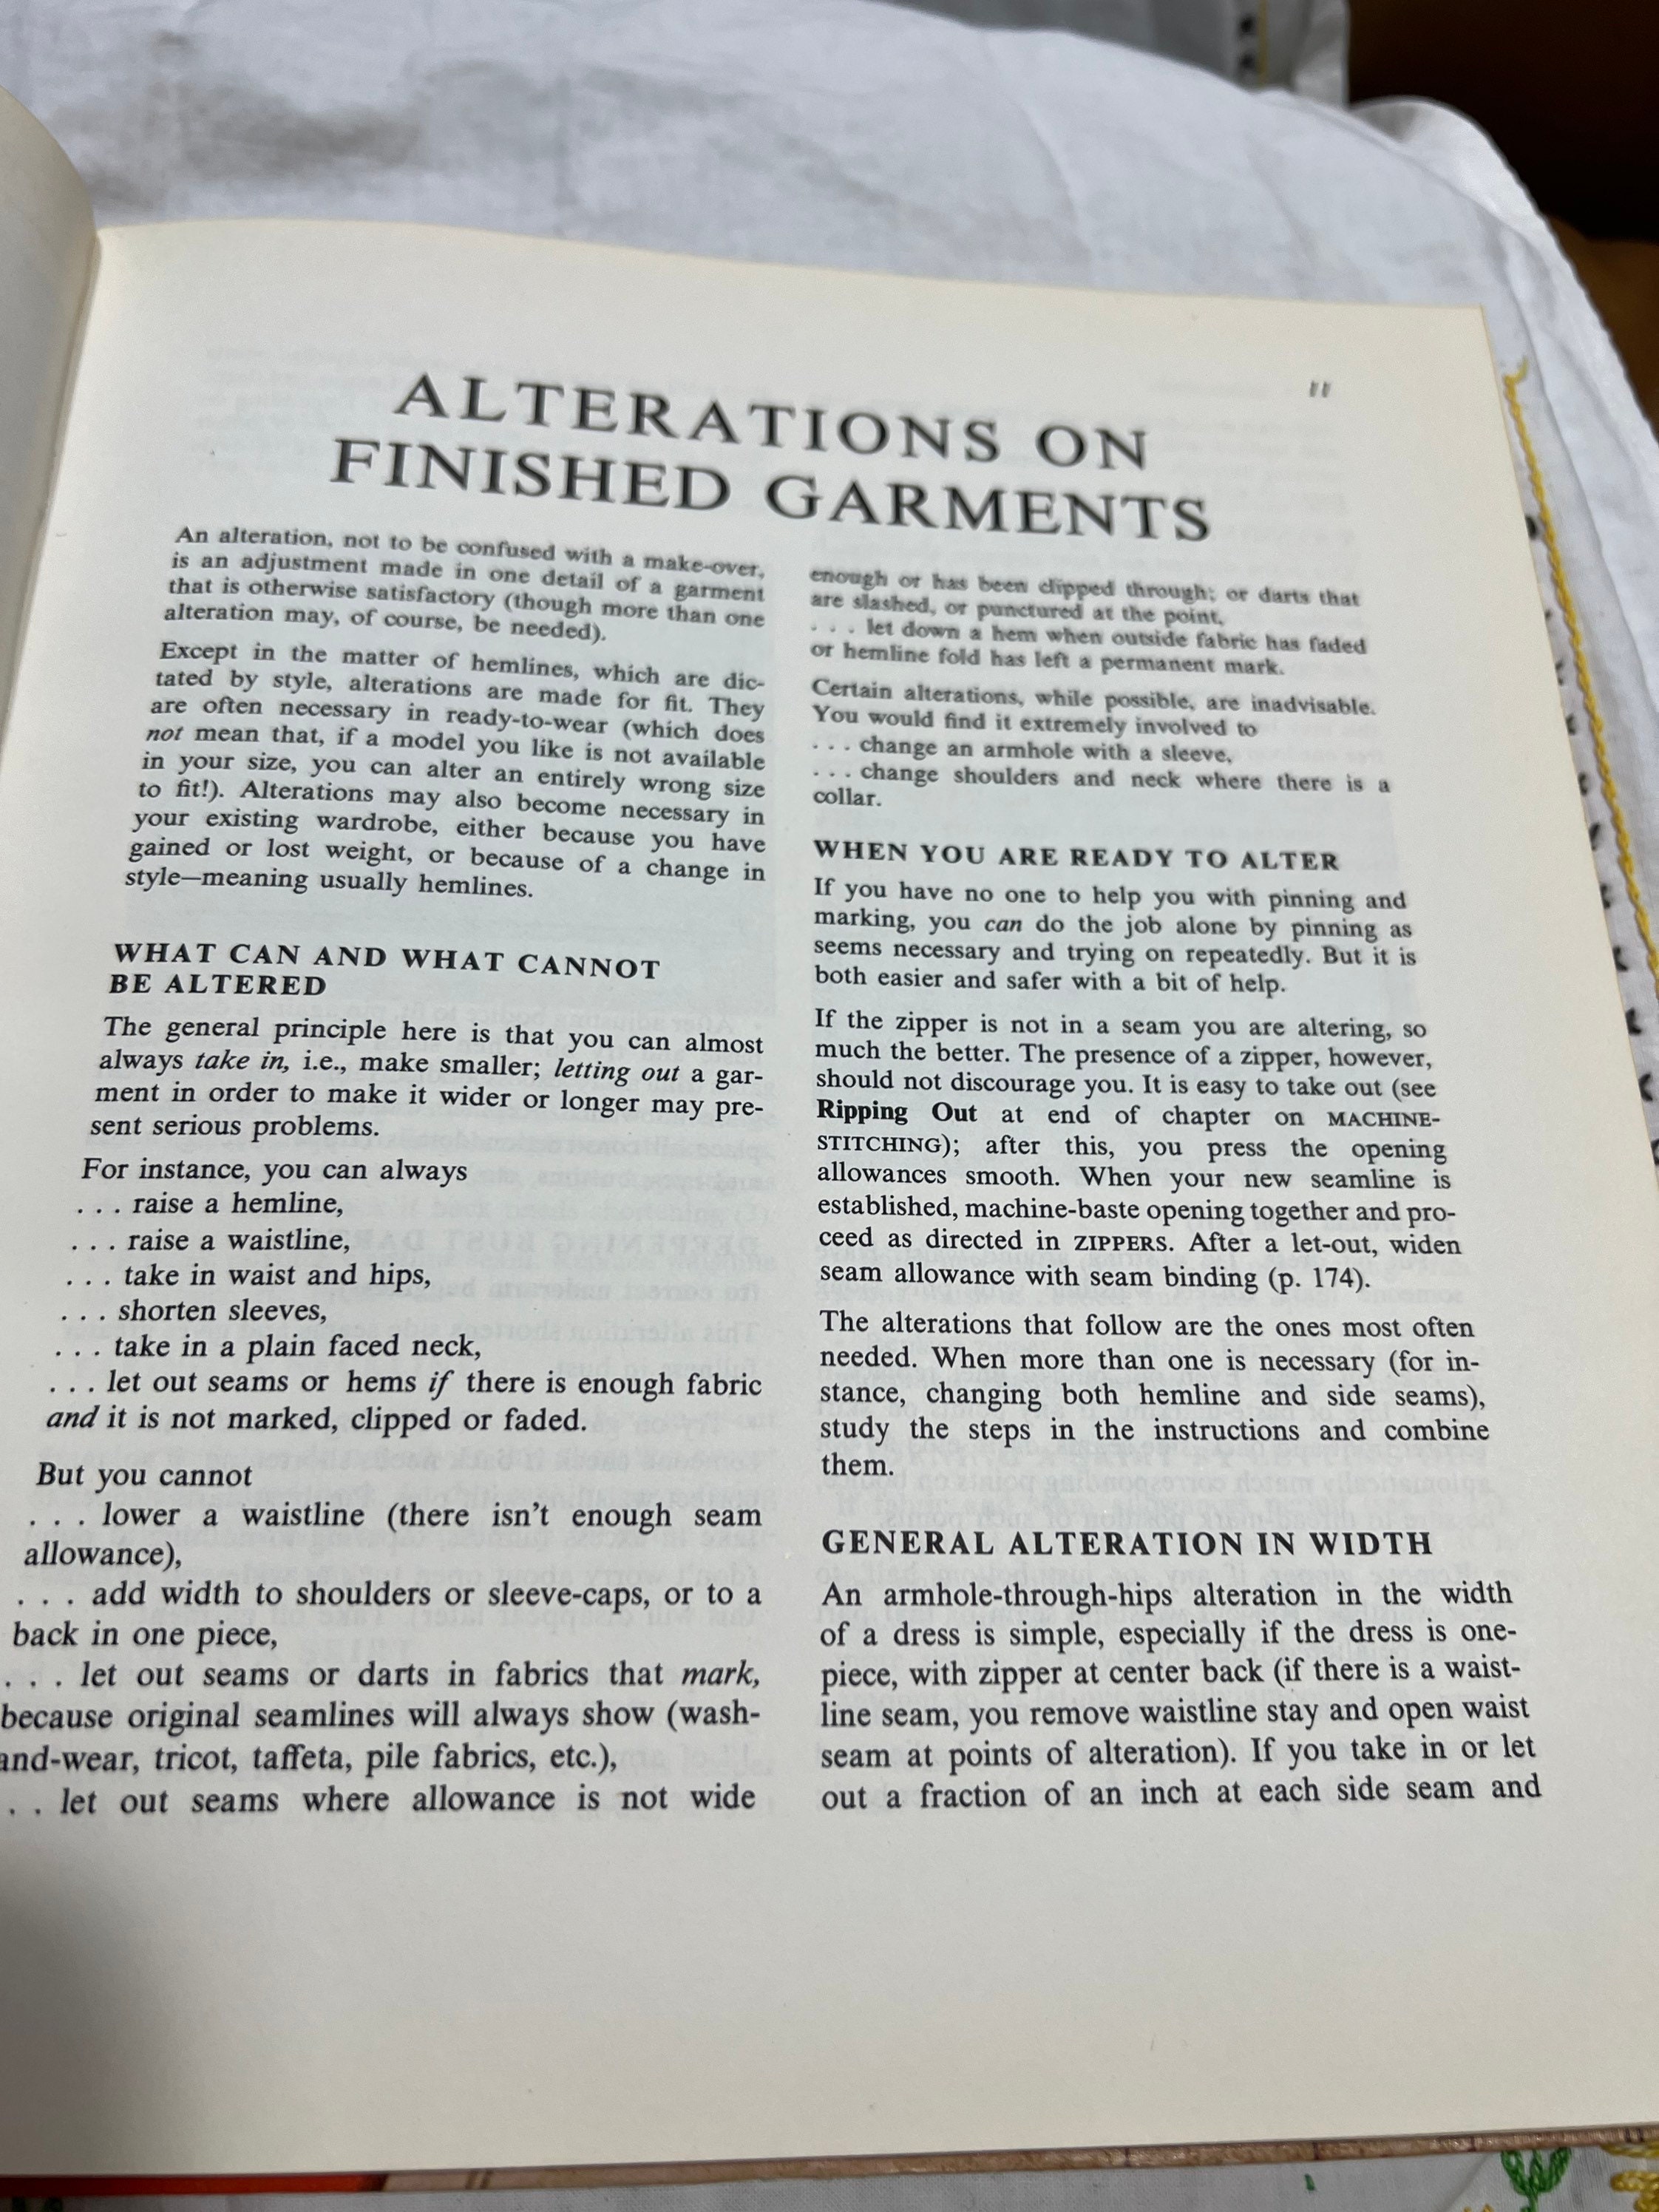 11
ALTERATIONS ON
FINISHED GARMENTS
An alteration, not to be confused with a make-over,
is an adjustment made in one detail of a garment
that is otherwise satisfactory (though more than one
alteration may, of course, be needed).
Except in the matter of hemlines, which are dic-
tated by style, alterations are made for fit. They
are often necessary in ready-to-wear (which does
not mean that, if a model you like is not available
in your size, you can alter an entirely wrong size
to fit!). Alterations may also become necessary in
your existing wardrobe, either because you have
gained or lost weight, or because of a change in
style—meaning usually hemlines.
WHAT CAN AND WHAT CANNOT
BE ALTERED
The general principle here is that you can almost
always take in, i.e., make smaller; letting out a gar-
ment in order to make it wider or longer may pre-
sent serious problems.
For instance, you can always
. . . raise a hemline,
. . . raise a waistline,
. . . take in waist and hips,
. . . shorten sleeves,
. . . take in a plain faced neck,
. . . let out seams or hems if there is enough fabric
and it is not marked, clipped or faded.
But you cannot
. . . lower a waistline (there isn't enough seam
allowance),
. . . add width to shoulders or sleeve-caps, or to a
back in one piece,
. . . let out seams or darts in fabrics that mark,
because original seamlines will always show (wash-
and-wear, tricot, taffeta, pile fabrics, etc.),
. . let out seams where allowance is not wide
enough or has been clipped through; or darts that
are slashed, or punctured at the point,
. . . let down a hem when outside fabric has faded
or hemline fold has left a permanent mark.
Certain alterations, while possible, are inadvisable.
You would find it extremely involved to
. . . change an armhole with a sleeve,
. . . change shoulders and neck where there is a
collar.
WHEN YOU ARE READY TO ALTER
If you have no one to help you with pinning and
marking, you can do the job alone by pinning as
seems necessary and trying on repeatedly. But it is
both easier and safer with a bit of help.
If the zipper is not in a seam you are altering, so
much the better. The presence of a zipper, however,
should not discourage you. It is easy to take out (see
Ripping Out at end of chapter on MACHINE-
STITCHING); after this, you press the opening
allowances smooth. When your new seamline is
established, machine-baste opening together and pro-
ceed as directed in ZIPPERS. After a let-out, widen
seam allowance with seam binding (p. 174).
The alterations that follow are the ones most often
needed. When more than one is necessary (for in-
stance, changing both hemline and side seams),
study the steps in the instructions and combine
them.
GENERAL ALTERATION IN WIDTH
An armhole-through-hips alteration in the width
of a dress is simple, especially if the dress is one-
piece, with zipper at center back (if there is a waist-
line seam, you remove waistline stay and open waist
seam at points of alteration). If you take in or let
out a fraction of an inch at each side seam and